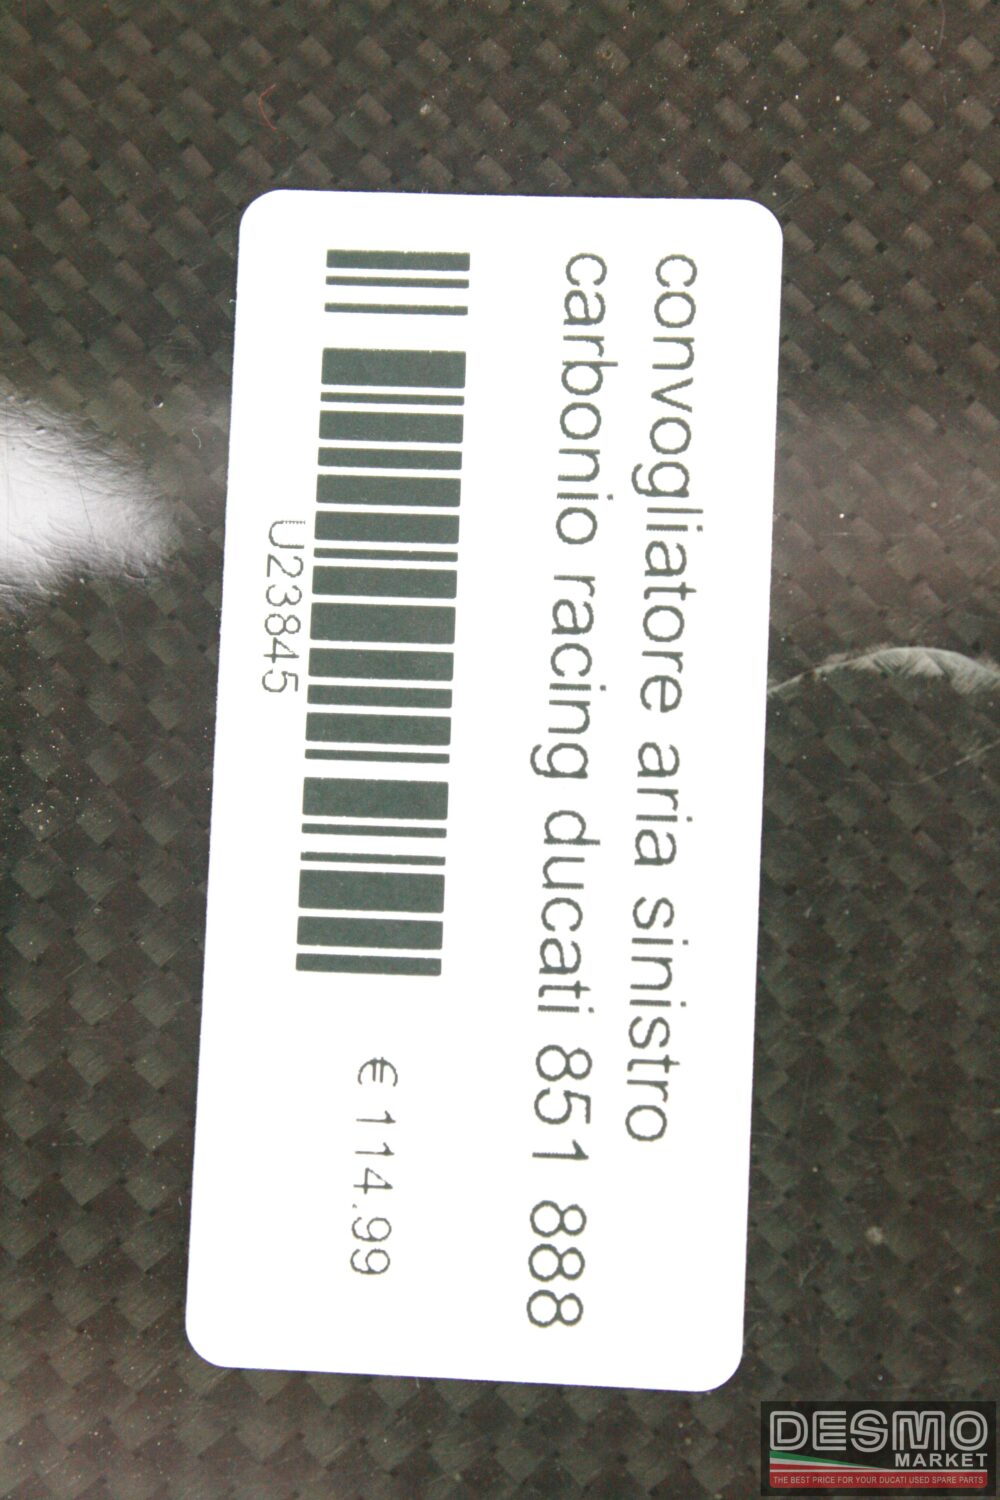 convogliatore aria sinistro
carbonio racing ducati 851 888
U23845
€ 114.99
DESMO
MARKET
THE BEST PRICE FOR YOUR DUCATI USED SPARE PARTS